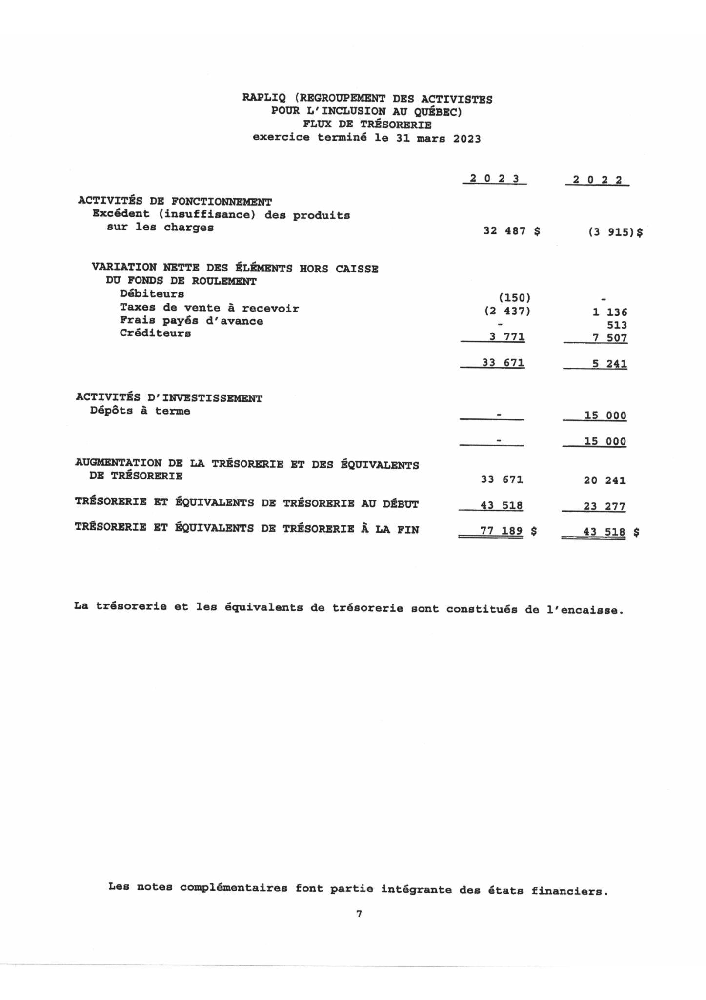 RAPLIQ (REGROUPEMENT DES ACTIVISTES
POUR L'INCLUSION AU QUÉBEC)
FLUX DE TRÉSORERIE
exercice terminé le 31 mars 2023
2 0 2 3 2 0 2 2
ACTIVITÉS DE FONCTIONNEMENT
Excédent (insuffisance) des produits
sur les charges 32 487 $ (3 915)$
VARIATION NETTE DES ÉLÉMENTS HORS CAISSE
DU FONDS DE ROULEMENT
Débiteurs (150) -
Taxes de vente à recevoir (2 437) 1 136
Frais payés d'avance - 513
Créditeurs 3 771 7 507
33 671 5 241
ACTIVITÉS D'INVESTISSEMENT
Dépôts à terme - 15 000
- 15 000
AUGMENTATION DE LA TRÉSORERIE ET DES ÉQUIVALENTS
DE TRÉSORERIE 33 671 20 241
TRÉSORERIE ET ÉQUIVALENTS DE TRÉSORERIE AU DÉBUT 43 518 23 277
TRÉSORERIE ET ÉQUIVALENTS DE TRÉSORERIE À LA FIN 77 189 $ 43 518 $
La trésorerie et les équivalents de trésorerie sont constitués de l'encaisse.
Les notes complémentaires font partie intégrante des états financiers.
7